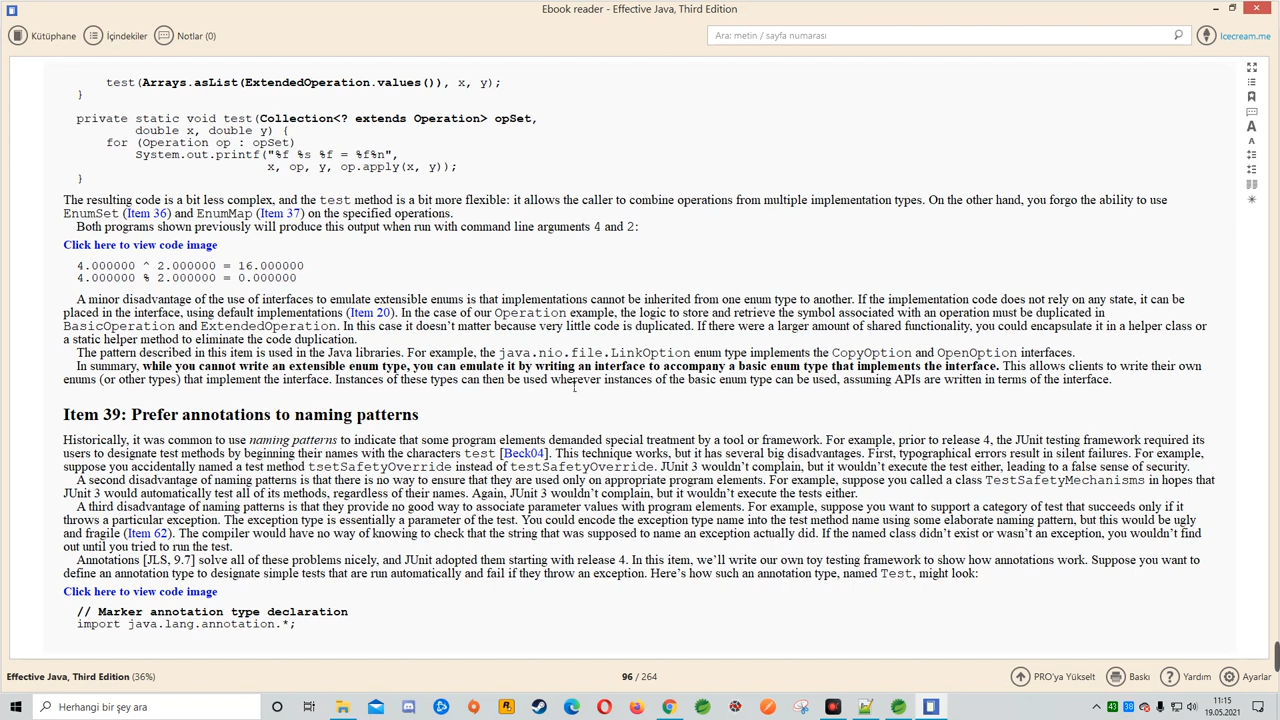 Ebook reader - Effective Java, Third Edition
Kütüphane İçindekiler Notlar (0) Ara: metin / sayfa numarası Icecream.me
test(Arrays.asList(ExtendedOperation.values()), x, y);
}
private static void test(Collection<? extends Operation> opSet,
double x, double y) {
for (Operation op : opSet)
System.out.printf("%f %s %f = %f%n",
x, op, y, op.apply(x, y));
}
The resulting code is a bit less complex, and the test method is a bit more flexible: it allows the caller to combine operations from multiple implementation types. On the other hand, you forgo the ability to use
EnumSet (Item 36) and EnumMap (Item 37) on the specified operations.
Both programs shown previously will produce this output when run with command line arguments 4 and 2:
Click here to view code image
4.000000 ^ 2.000000 = 16.000000
4.000000 % 2.000000 = 0.000000
A minor disadvantage of the use of interfaces to emulate extensible enums is that implementations cannot be inherited from one enum type to another. If the implementation code does not rely on any state, it can be
placed in the interface, using default implementations (Item 20). In the case of our Operation example, the logic to store and retrieve the symbol associated with an operation must be duplicated in
BasicOperation and ExtendedOperation. In this case it doesn't matter because very little code is duplicated. If there were a larger amount of shared functionality, you could encapsulate it in a helper class or
a static helper method to eliminate the code duplication.
The pattern described in this item is used in the Java libraries. For example, the java.nio.file.LinkOption enum type implements the CopyOption and OpenOption interfaces.
In summary, while you cannot write an extensible enum type, you can emulate it by writing an interface to accompany a basic enum type that implements the interface. This allows clients to write their own
enums (or other types) that implement the interface. Instances of these types can then be used wherever instances of the basic enum type can be used, assuming APIs are written in terms of the interface.
Item 39: Prefer annotations to naming patterns
Historically, it was common to use naming patterns to indicate that some program elements demanded special treatment by a tool or framework. For example, prior to release 4, the JUnit testing framework required its
users to designate test methods by beginning their names with the characters test [Beck04]. This technique works, but it has several big disadvantages. First, typographical errors result in silent failures. For example,
suppose you accidentally named a test method tsetSafetyOverride instead of testSafetyOverride. JUnit 3 wouldn't complain, but it wouldn't execute the test either, leading to a false sense of security.
A second disadvantage of naming patterns is that there is no way to ensure that they are used only on appropriate program elements. For example, suppose you called a class TestSafetyMechanisms in hopes that
JUnit 3 would automatically test all of its methods, regardless of their names. Again, JUnit 3 wouldn't complain, but it wouldn't execute the tests either.
A third disadvantage of naming patterns is that they provide no good way to associate parameter values with program elements. For example, suppose you want to support a category of test that succeeds only if it
throws a particular exception. The exception type is essentially a parameter of the test. You could encode the exception type name into the test method name using some elaborate naming pattern, but this would be ugly
and fragile (Item 62). The compiler would have no way of knowing to check that the string that was supposed to name an exception actually did. If the named class didn't exist or wasn't an exception, you wouldn't find
out until you tried to run the test.
Annotations [JLS, 9.7] solve all of these problems nicely, and JUnit adopted them starting with release 4. In this item, we'll write our own toy testing framework to show how annotations work. Suppose you want to
define an annotation type to designate simple tests that are run automatically and fail if they throw an exception. Here's how such an annotation type, named Test, might look:
Click here to view code image
// Marker annotation type declaration
import java.lang.annotation.*;
Effective Java, Third Edition (36%) 96 / 264 PRO'ya Yükselt Baskı Yardım Ayarlar
Herhangi bir şey ara 43 38 11:15
19.05.2021